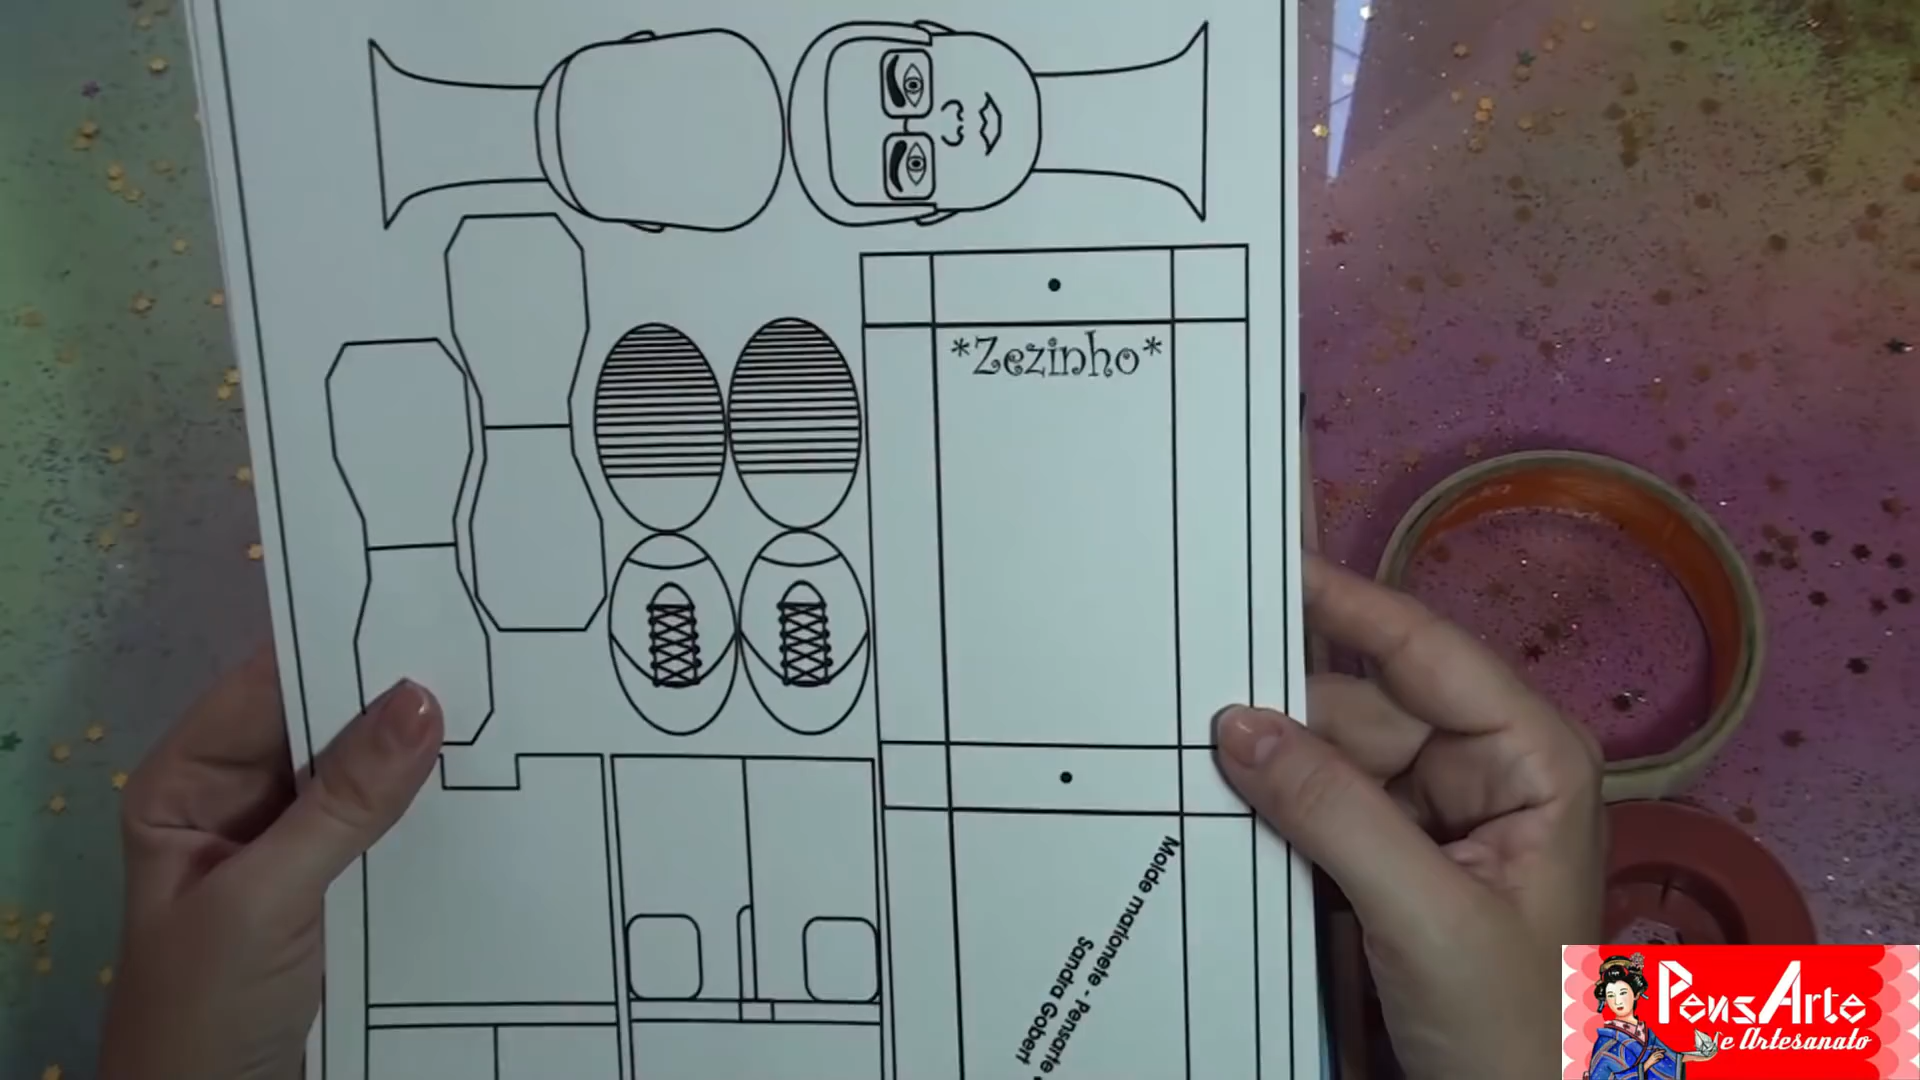 *Zezinho*
Molde marionete - Pensarte
Sandra Gobert
PensArte
e Artesanato